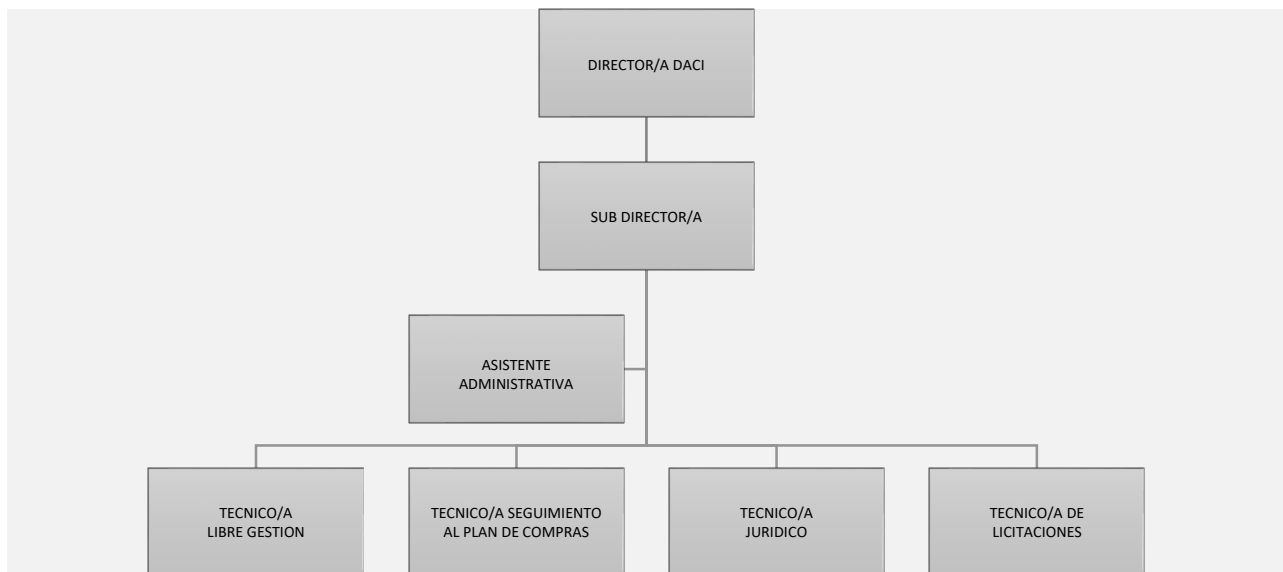 DIRECTOR/A DACI
SUB DIRECTOR/A
ASISTENTE
ADMINISTRATIVA
TECNICO/A
LIBRE GESTION
TECNICO/A SEGUIMIENTO
AL PLAN DE COMPRAS
TECNICO/A
JURIDICO
TECNICO/A DE
LICITACIONES